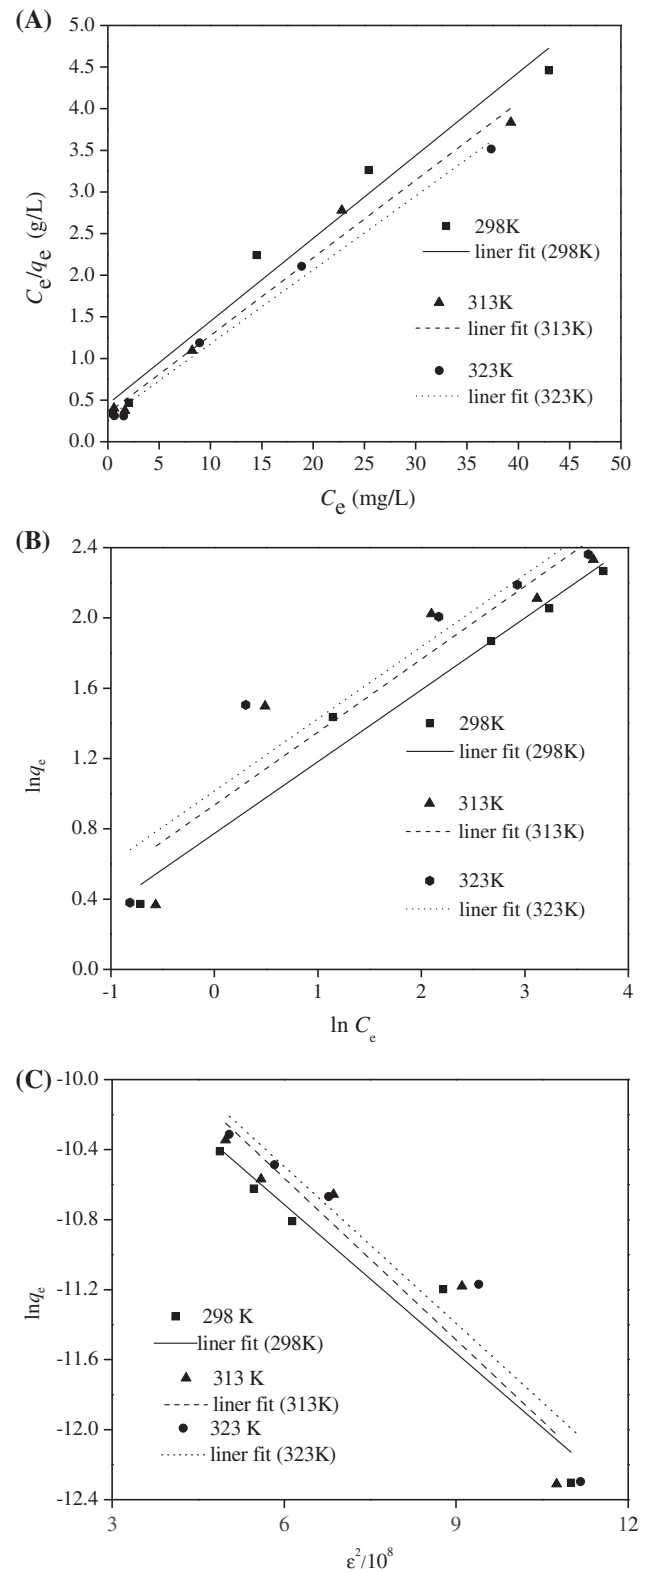 (A)
5.0
4.5
4.0
3.5
3.0
2.5
2.0
1.5
1.0
0.5
0.0
Ce/qe (g/L)
298K
liner fit (298K)
313K
liner fit (313K)
323K
liner fit (323K)
0 5 10 15 20 25 30 35 40 45 50
Ce (mg/L)
(B)
2.4
2.0
1.6
1.2
0.8
0.4
0.0
lnqe
298K
liner fit (298K)
313K
liner fit (313K)
323K
liner fit (323K)
-1 0 1 2 3 4
ln Ce
(C)
-10.0
-10.4
-10.8
-11.2
-11.6
-12.0
-12.4
lnqe
298 K
liner fit (298K)
313 K
liner fit (313K)
323 K
liner fit (323K)
3 6 9 12
ε²/10⁸